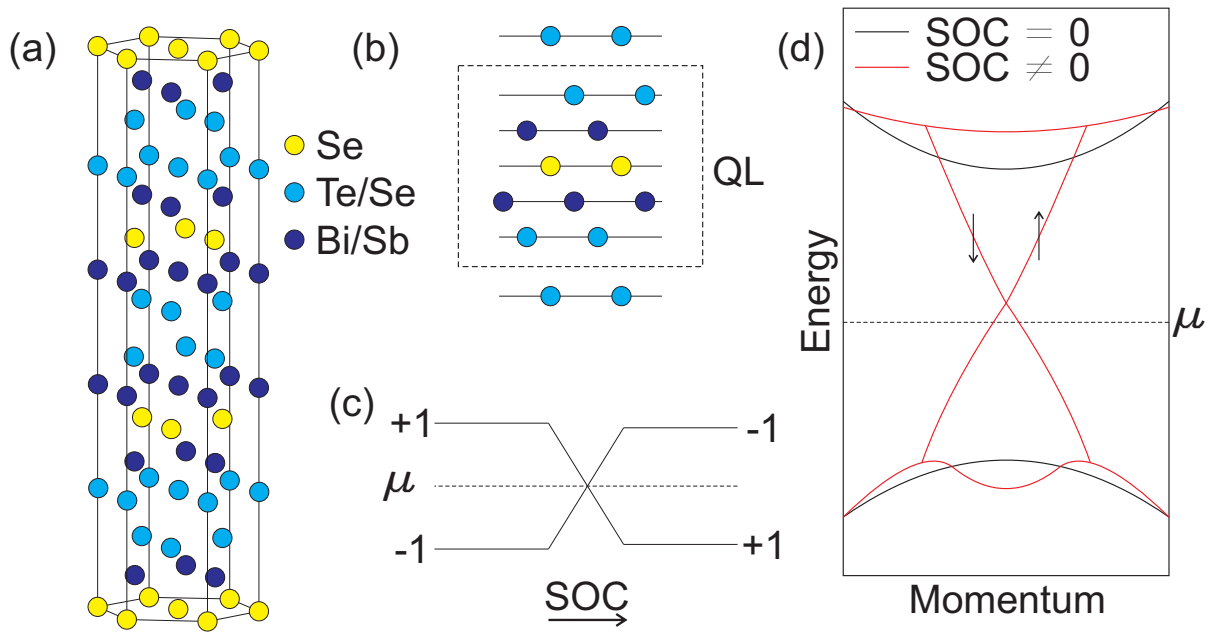 (a)
Se
Te/Se
Bi/Sb
(b)
QL
(c)
+1
-1
μ
-1
+1
SOC
(d)
SOC = 0
SOC ≠ 0
Energy
μ
Momentum